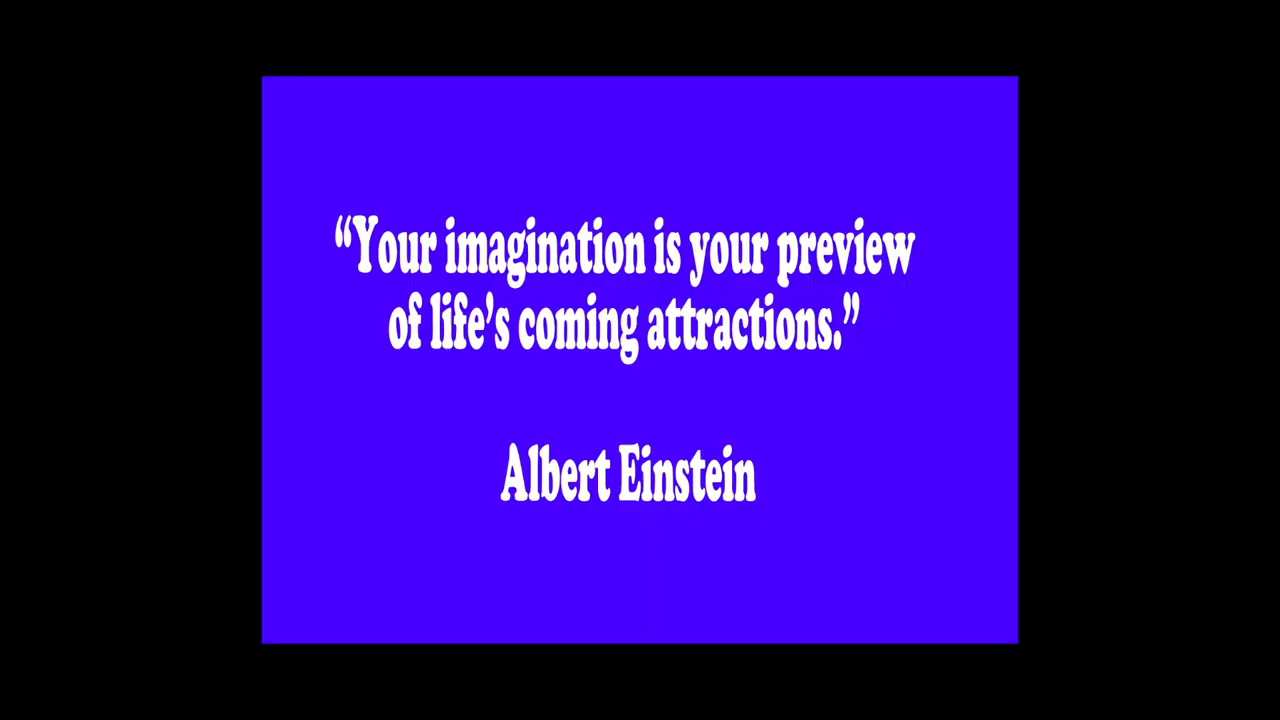 “Your imagination is your preview
of life’s coming attractions.”
Albert Einstein